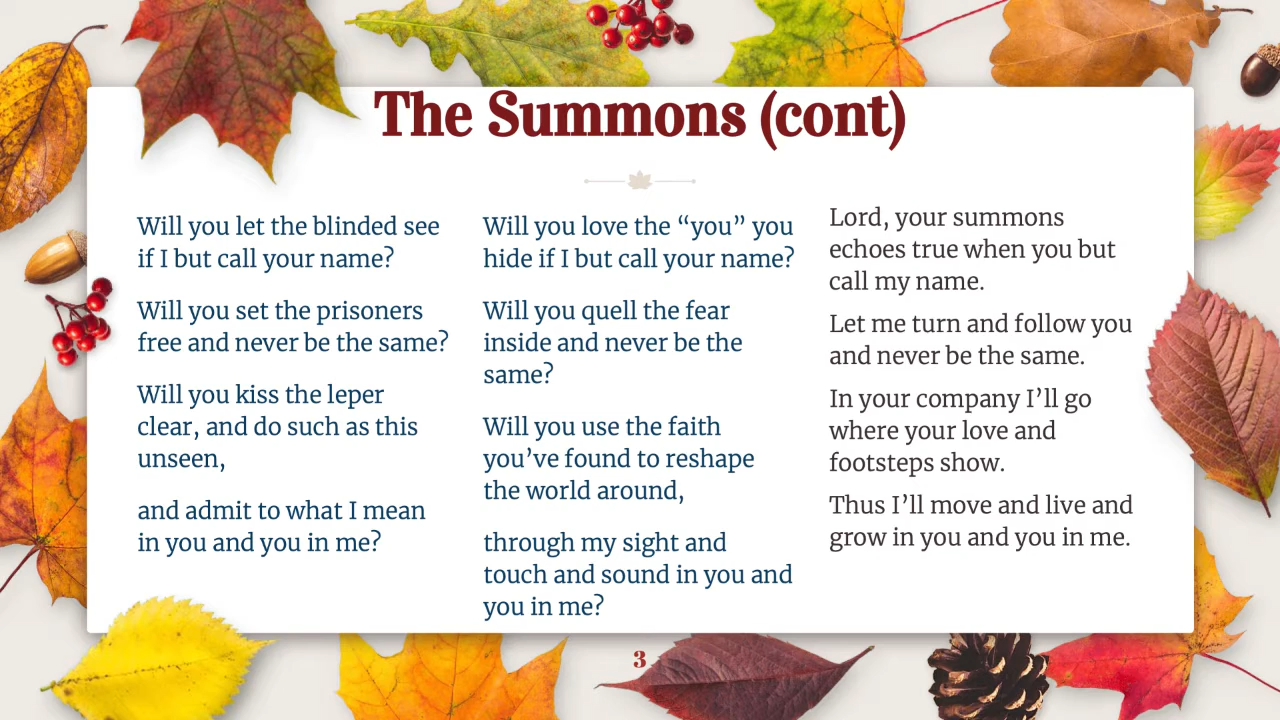 The Summons (cont)
Will you let the blinded see
if I but call your name?
Will you set the prisoners
free and never be the same?
Will you kiss the leper
clear, and do such as this
unseen,
and admit to what I mean
in you and you in me?
Will you love the “you” you
hide if I but call your name?
Will you quell the fear
inside and never be the
same?
Will you use the faith
you’ve found to reshape
the world around,
through my sight and
touch and sound in you and
you in me?
Lord, your summons
echoes true when you but
call my name.
Let me turn and follow you
and never be the same.
In your company I’ll go
where your love and
footsteps show.
Thus I’ll move and live and
grow in you and you in me.
3